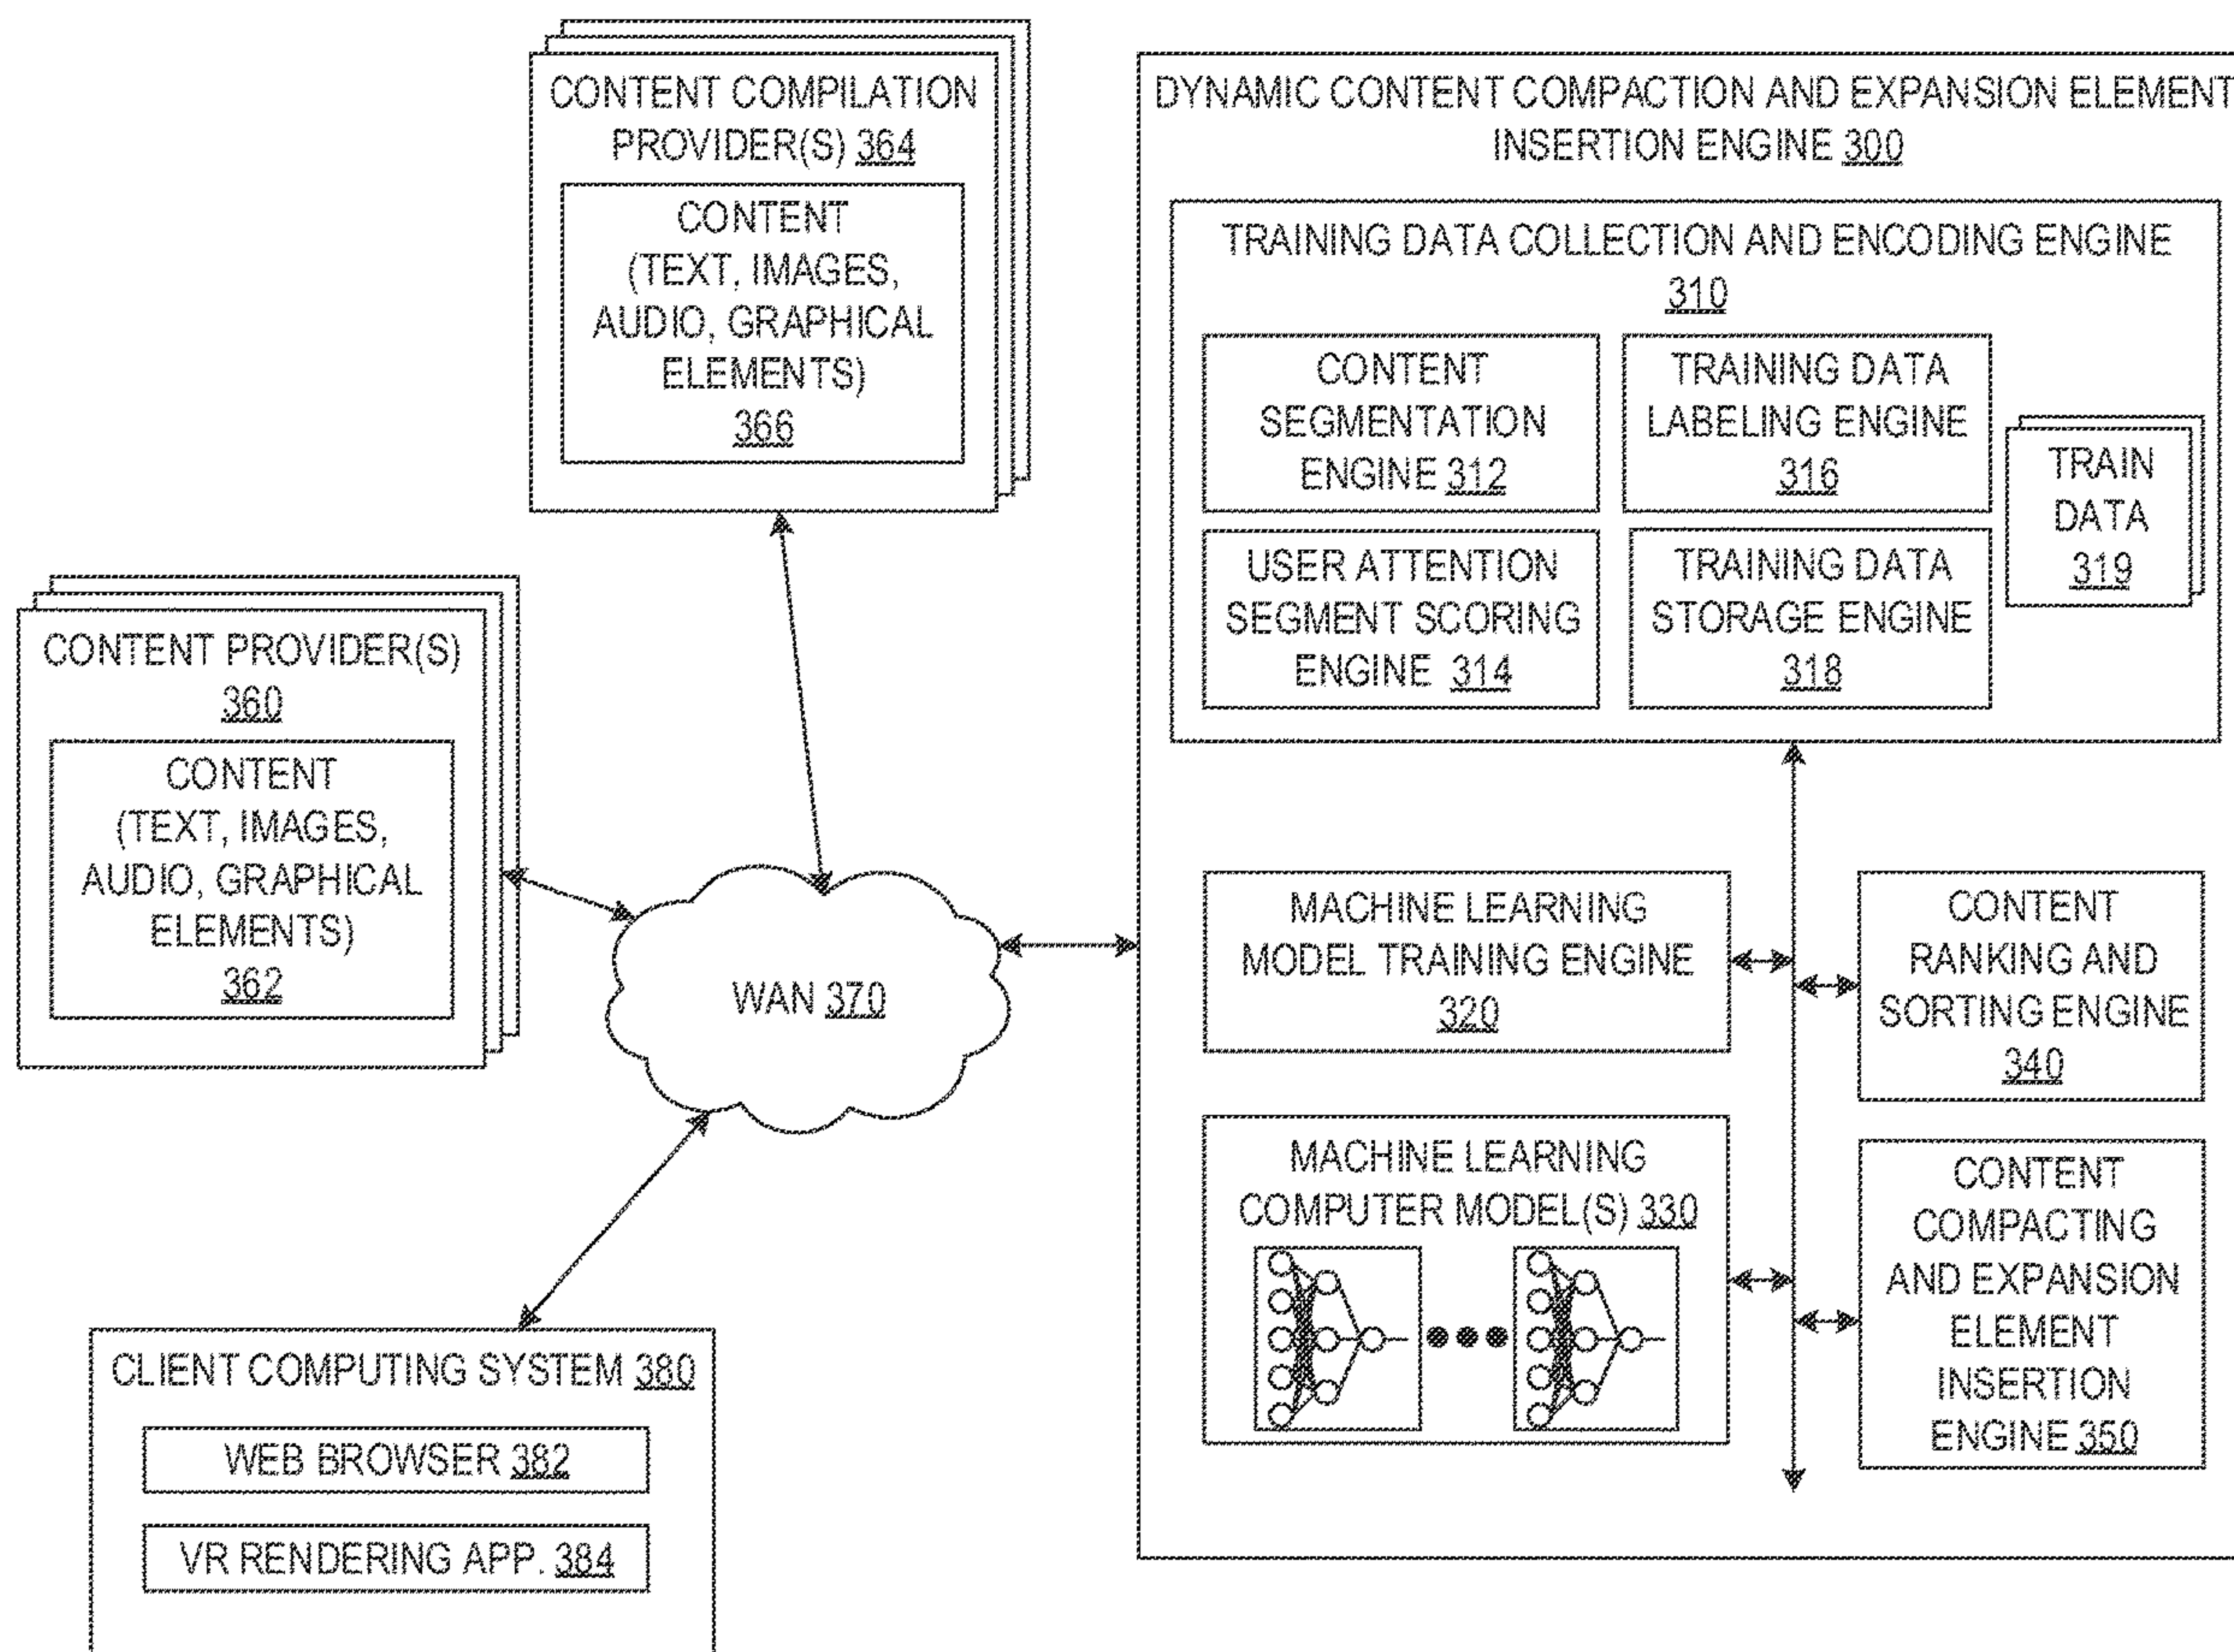 CONTENT COMPILATION
PROVIDER(S) 364
CONTENT
(TEXT, IMAGES,
AUDIO, GRAPHICAL
ELEMENTS)
366
CONTENT PROVIDER(S)
360
CONTENT
(TEXT, IMAGES,
AUDIO, GRAPHICAL
ELEMENTS)
362
WAN 370
CLIENT COMPUTING SYSTEM 380
WEB BROWSER 382
VR RENDERING APP. 384
DYNAMIC CONTENT COMPACTION AND EXPANSION ELEMENT
INSERTION ENGINE 300
TRAINING DATA COLLECTION AND ENCODING ENGINE
310
CONTENT
SEGMENTATION
ENGINE 312
TRAINING DATA
LABELING ENGINE
316
USER ATTENTION
SEGMENT SCORING
ENGINE 314
TRAINING DATA
STORAGE ENGINE
318
TRAIN
DATA
319
MACHINE LEARNING
MODEL TRAINING ENGINE
320
CONTENT
RANKING AND
SORTING ENGINE
340
MACHINE LEARNING
COMPUTER MODEL(S) 330
CONTENT
COMPACTING
AND EXPANSION
ELEMENT
INSERTION
ENGINE 350